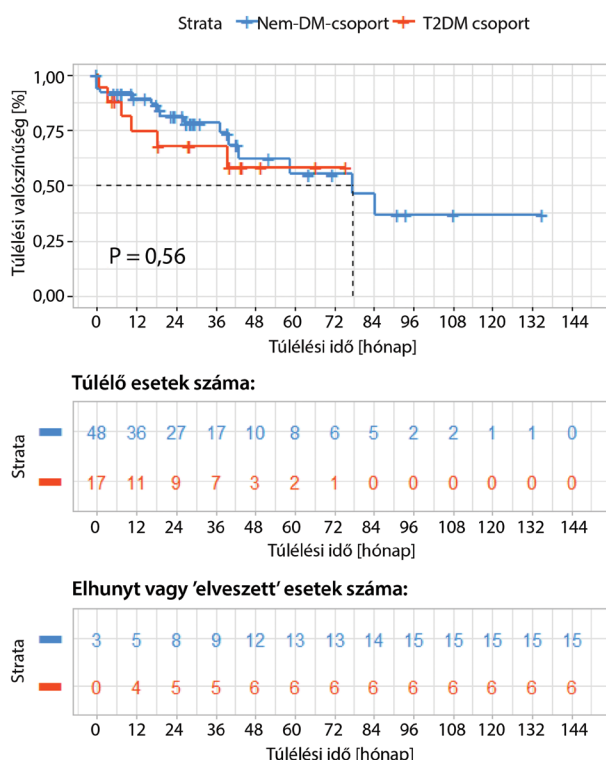 Strata Nem-DM-csoport T2DM csoport
Túlélési valószínűség [%]
1,00
0,75
0,50
0,25
0,00
P = 0,56
0 12 24 36 48 60 72 84 96 108 120 132 144
Túlélési idő [hónap]
Túlélő esetek száma:
Strata
48 36 27 17 10 8 6 5 2 2 1 1 0
17 11 9 7 3 2 1 0 0 0 0 0 0
0 12 24 36 48 60 72 84 96 108 120 132 144
Túlélési idő [hónap]
Elhunyt vagy ’elveszett’ esetek száma:
Strata
3 5 8 9 12 13 13 14 15 15 15 15 15
0 4 5 5 6 6 6 6 6 6 6 6 6
0 12 24 36 48 60 72 84 96 108 120 132 144
Túlélési idő [hónap]